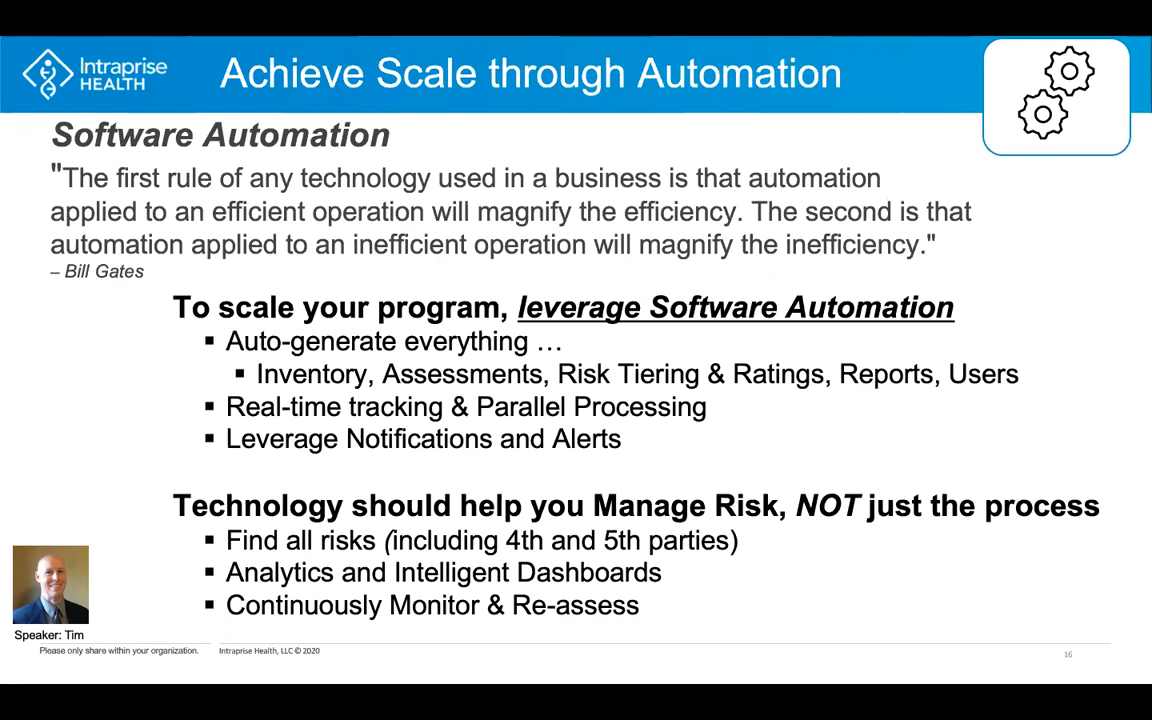 Intraprise
HEALTH
Achieve Scale through Automation
Software Automation
"The first rule of any technology used in a business is that automation
applied to an efficient operation will magnify the efficiency. The second is that
automation applied to an inefficient operation will magnify the inefficiency."
– Bill Gates
To scale your program, leverage Software Automation
▪ Auto-generate everything …
▪ Inventory, Assessments, Risk Tiering & Ratings, Reports, Users
▪ Real-time tracking & Parallel Processing
▪ Leverage Notifications and Alerts
Technology should help you Manage Risk, NOT just the process
▪ Find all risks (including 4th and 5th parties)
▪ Analytics and Intelligent Dashboards
▪ Continuously Monitor & Re-assess
Speaker: Tim
Please only share within your organization.
Intraprise Health, LLC © 2020
16